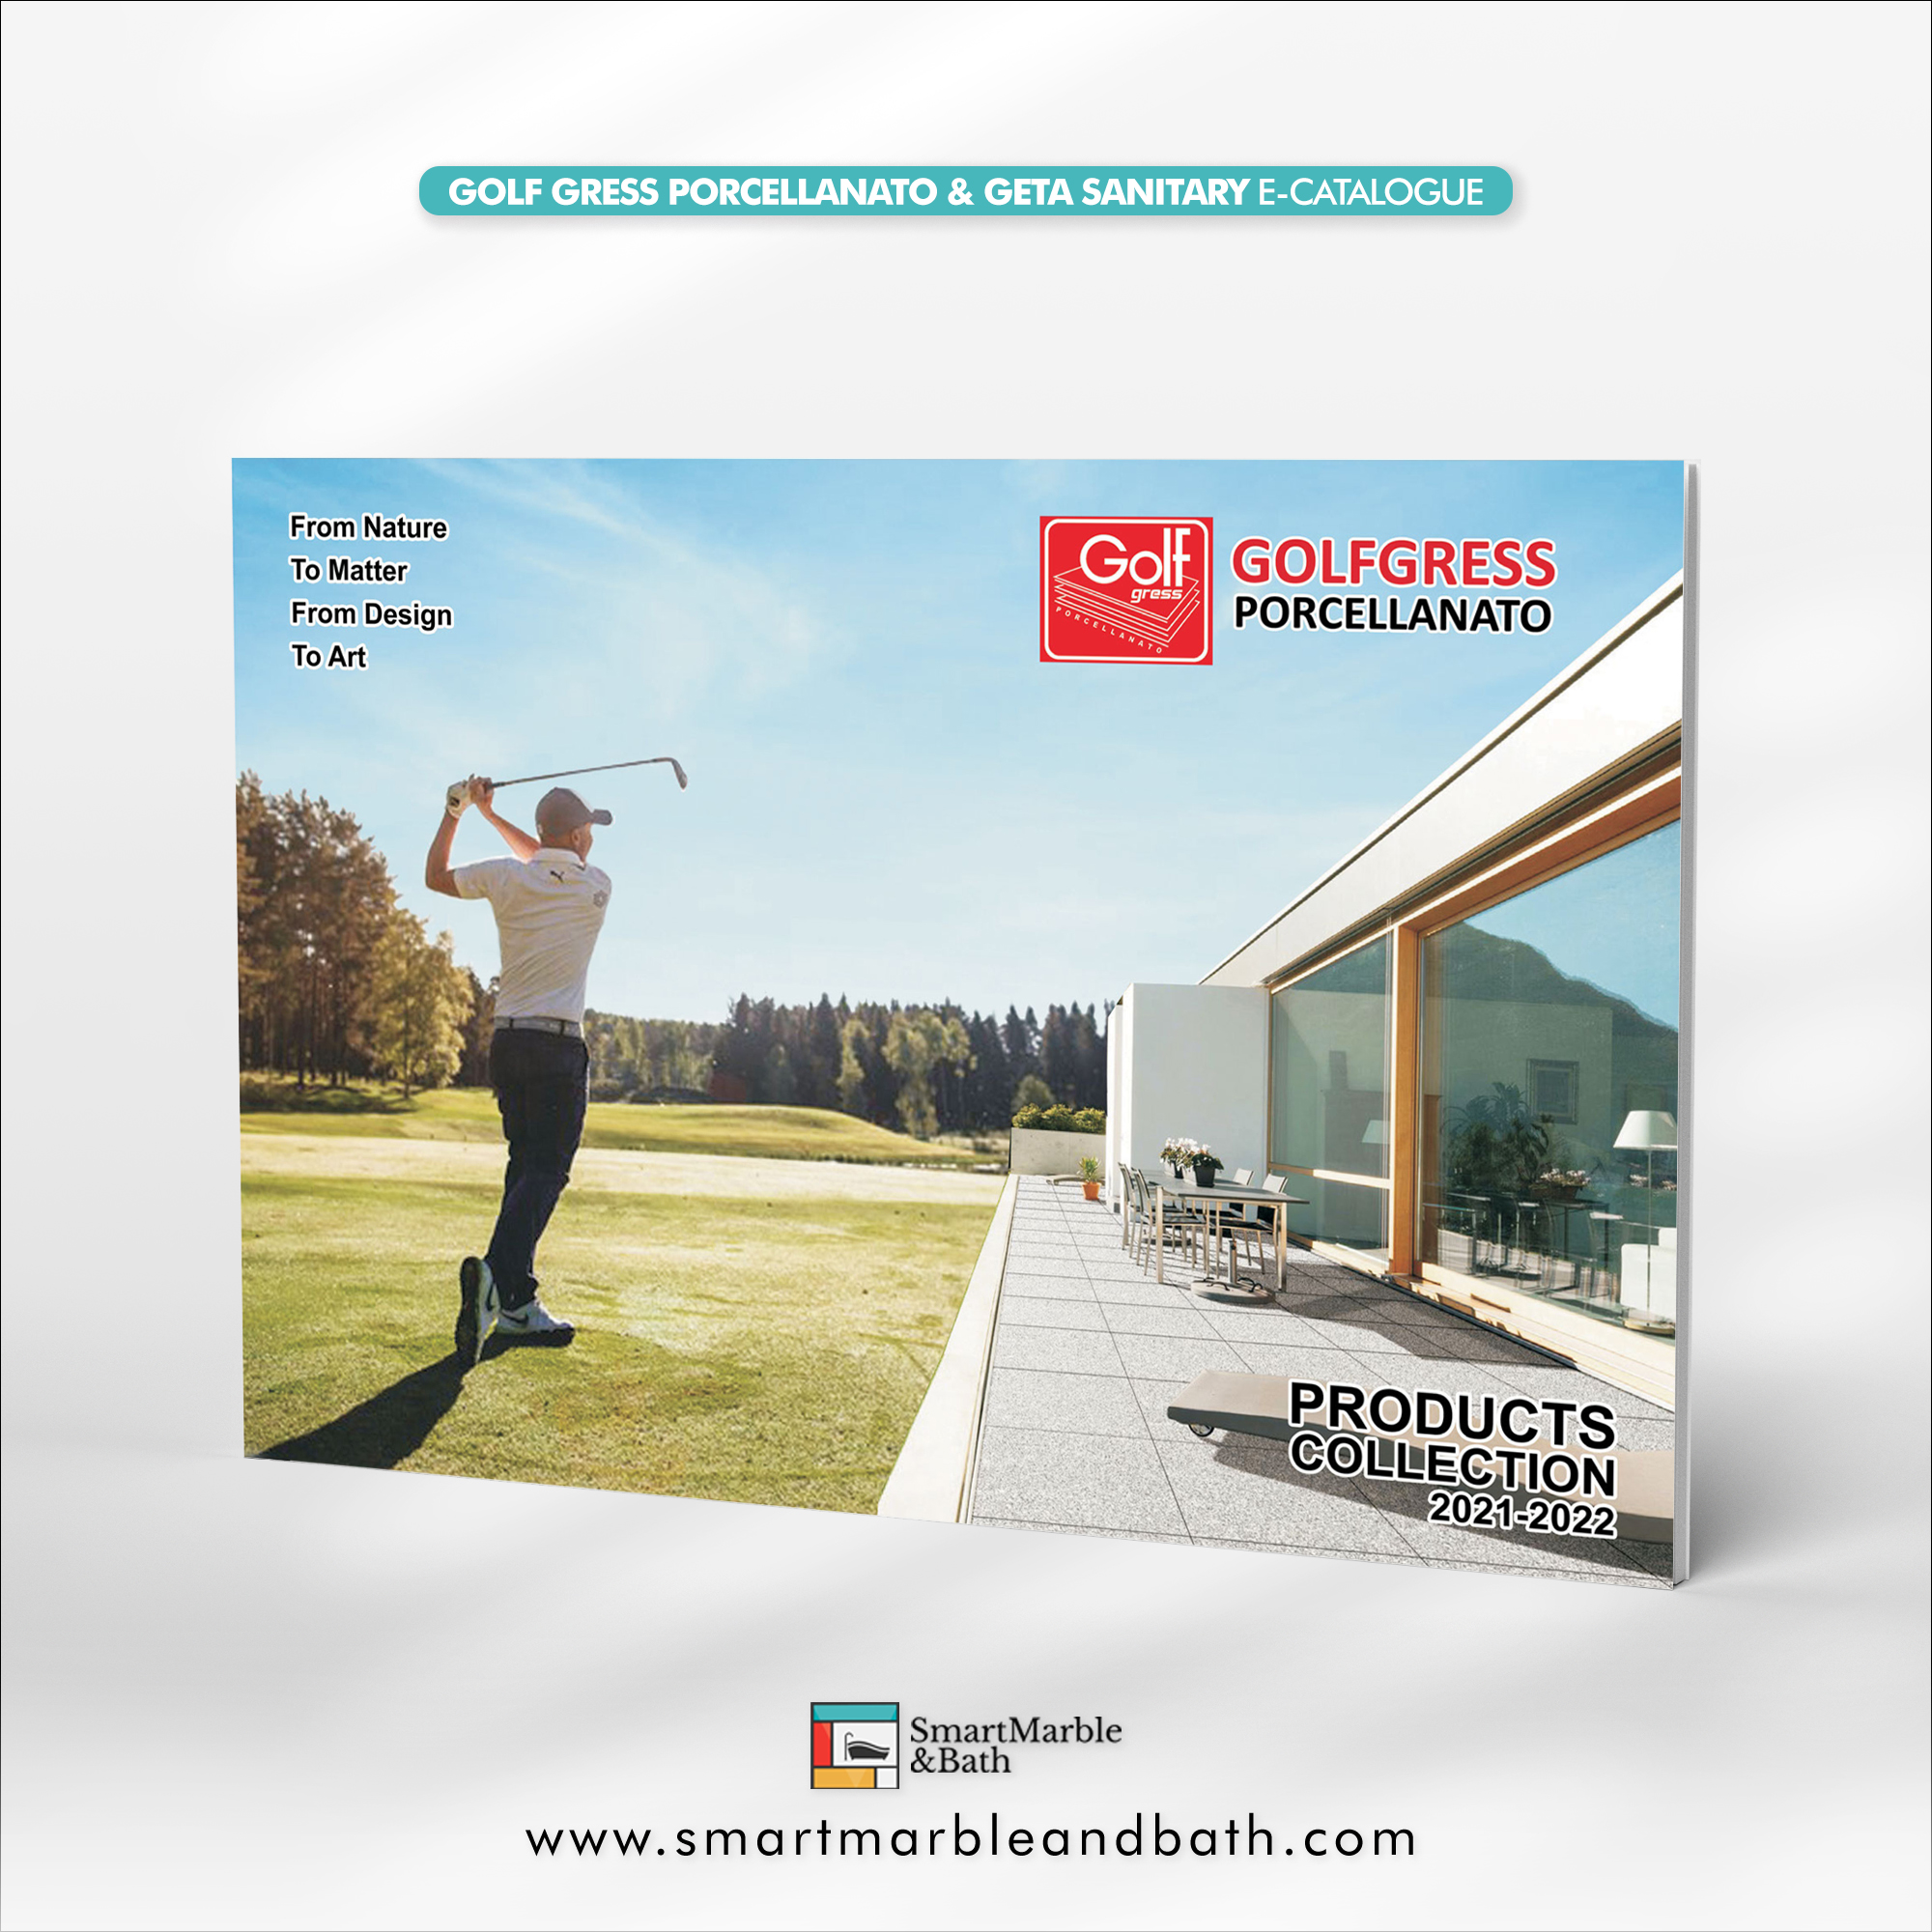 GOLF GRESS PORCELLANATO & GETA SANITARY E-CATALOGUE
From Nature
To Matter
From Design
To Art
Golf
gress
PORCELLANATO
GOLFGRESS
PORCELLANATO
PRODUCTS
COLLECTION
2021-2022
SmartMarble
&Bath
www.smartmarbleandbath.com